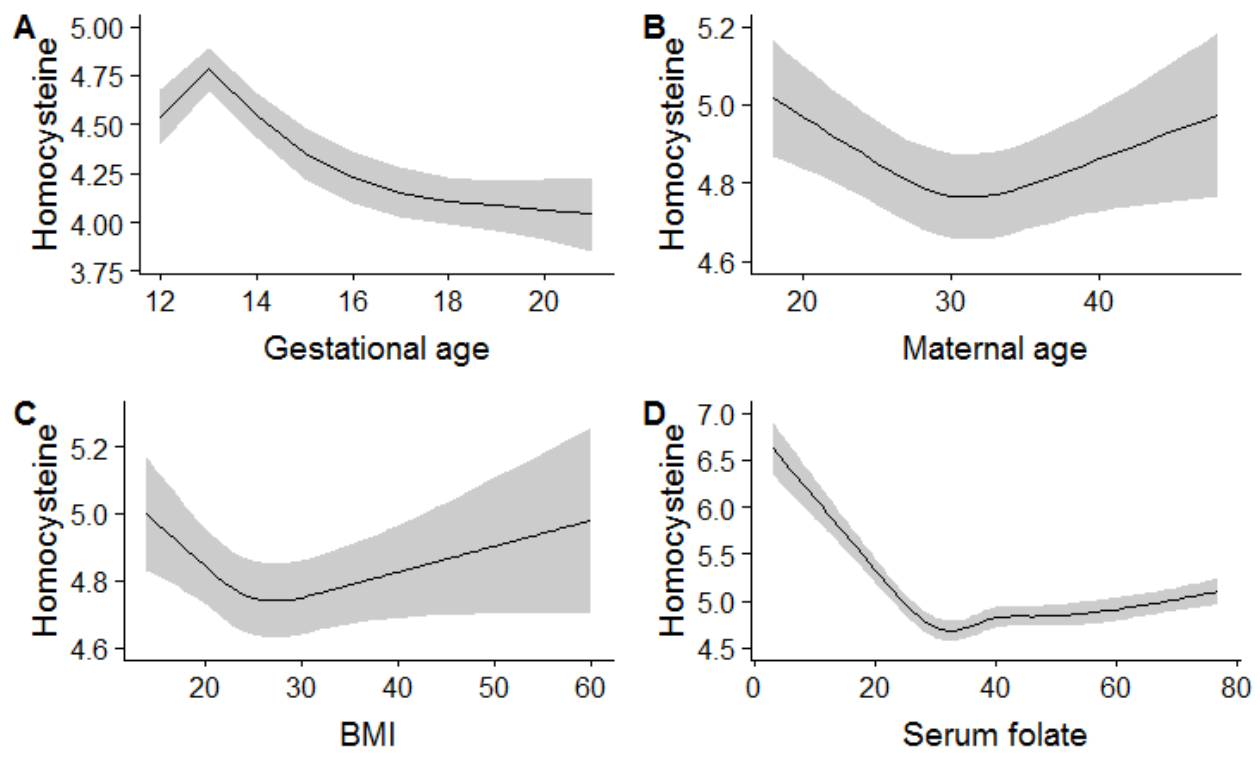 A
Homocysteine
5.00
4.75
4.50
4.25
4.00
3.75
12 14 16 18 20
Gestational age
B
Homocysteine
5.2
5.0
4.8
4.6
20 30 40
Maternal age
C
Homocysteine
5.2
5.0
4.8
4.6
20 30 40 50 60
BMI
D
Homocysteine
7.0
6.5
6.0
5.5
5.0
4.5
0 20 40 60 80
Serum folate